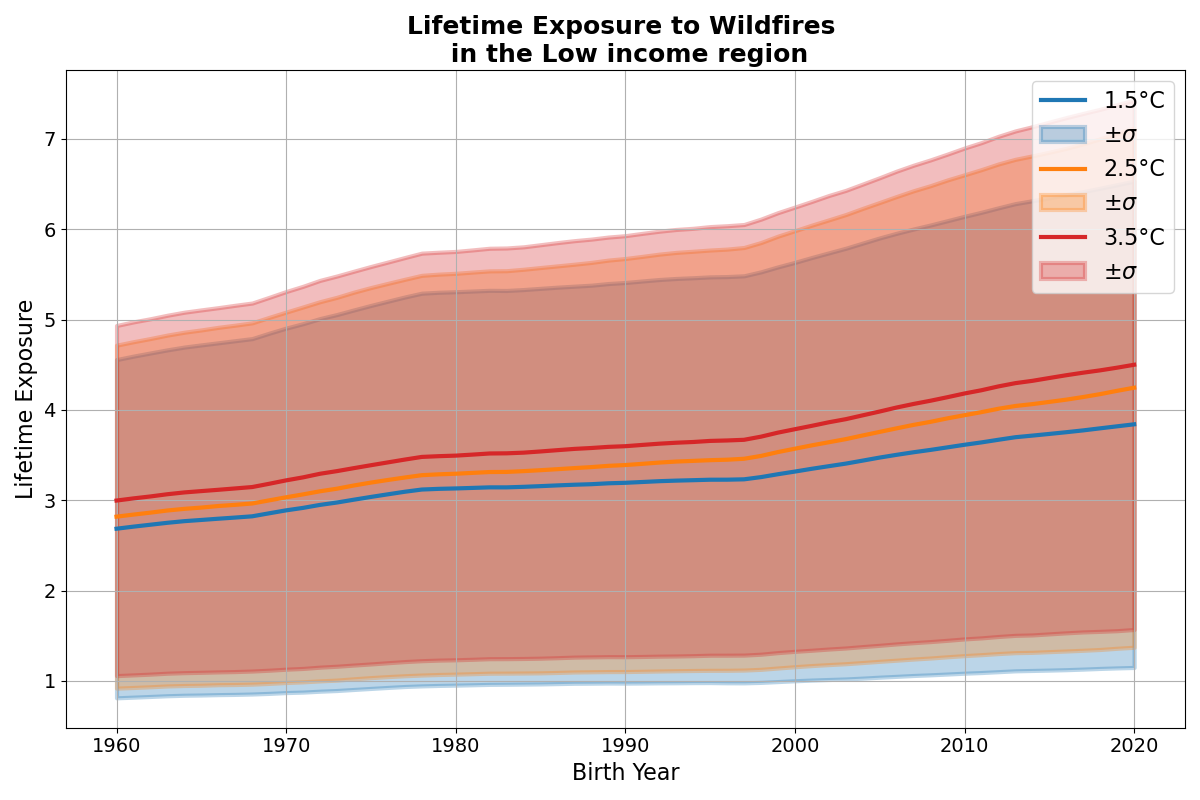 Lifetime Exposure to Wildfires
in the Low income region
1.5°C
±σ
2.5°C
±σ
3.5°C
±σ
Lifetime Exposure
7
6
5
4
3
2
1
1960 1970 1980 1990 2000 2010 2020
Birth Year